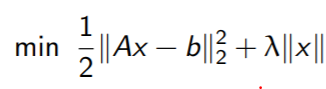 min 1/2 ‖Ax − b‖₂² + λ‖x‖